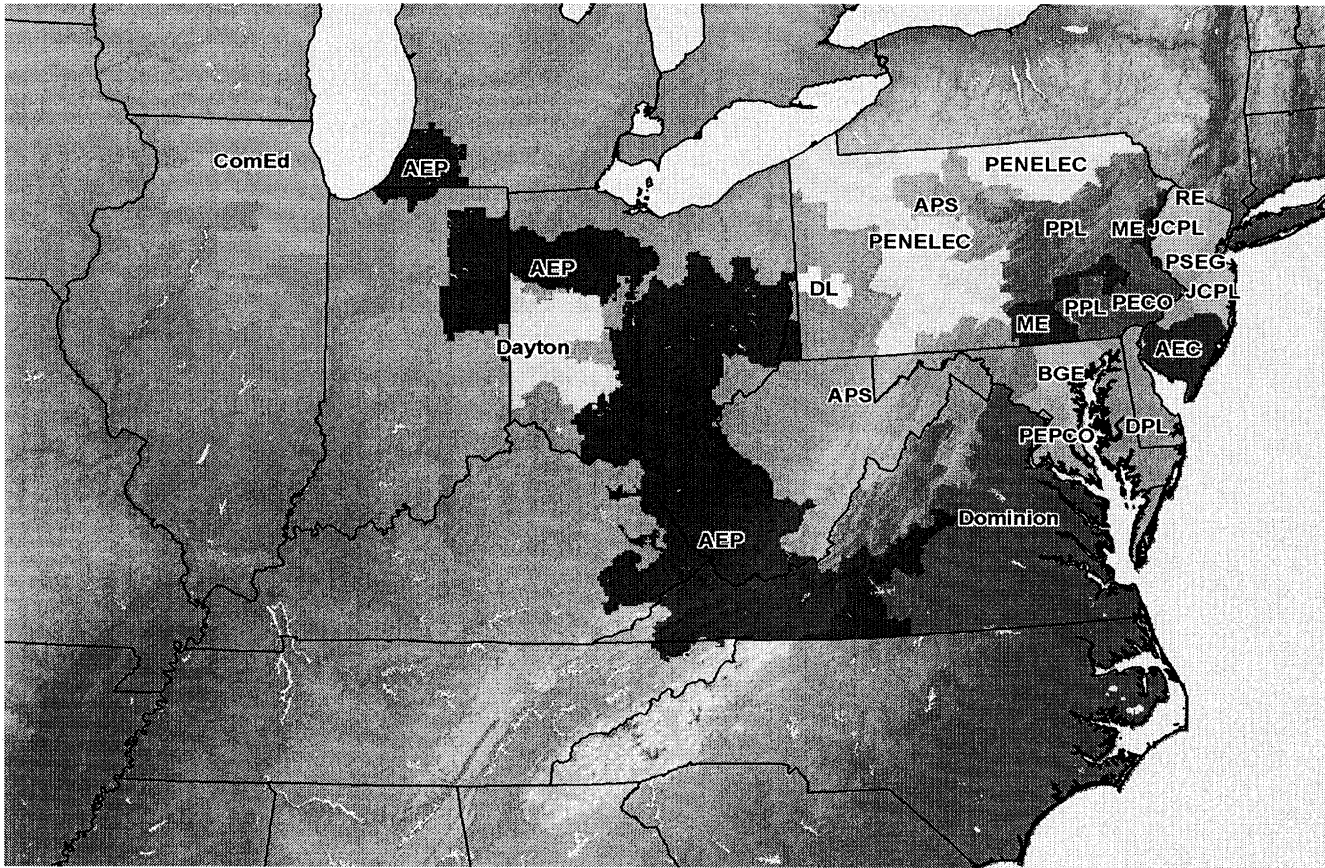 ComEd
AEP
PENELEC
APS
RE
PPL
ME
JCPL
PENELEC
PSEG
AEP
DL
JCPL
PPL
PECO
ME
Dayton
AEC
BGE
APS
DPL
PEPCO
Dominion
AEP